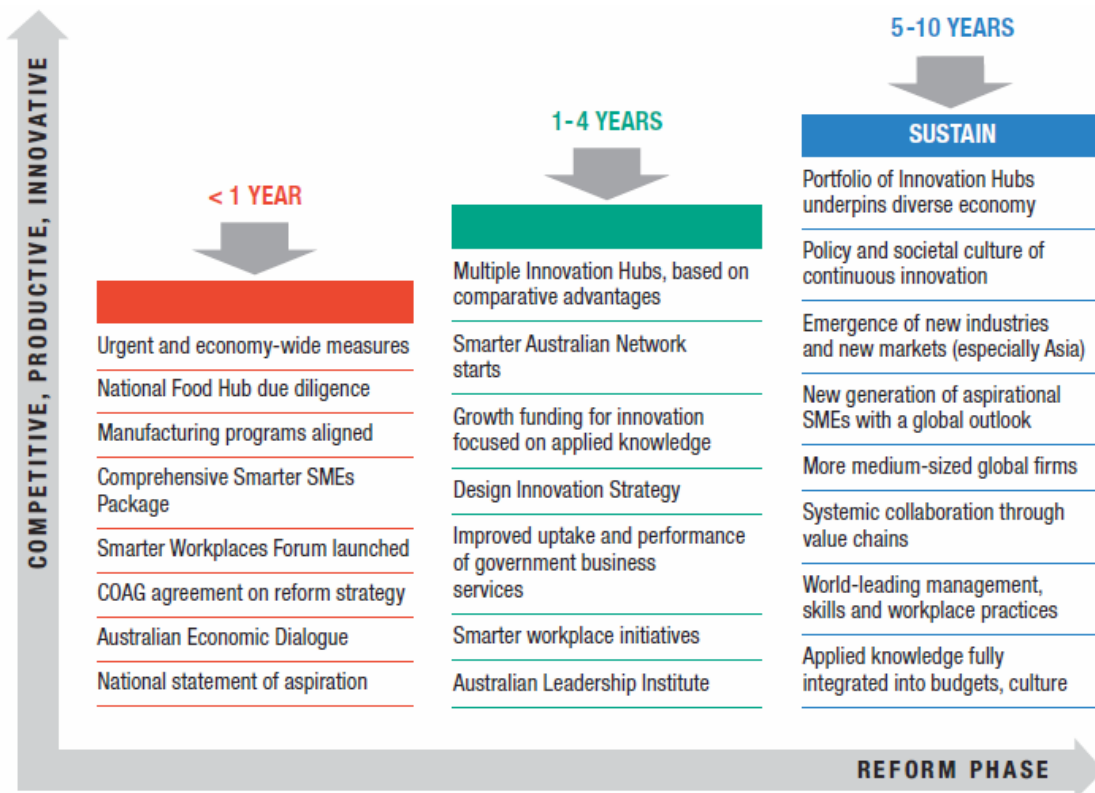 COMPETITIVE, PRODUCTIVE, INNOVATIVE
< 1 YEAR
Urgent and economy-wide measures
National Food Hub due diligence
Manufacturing programs aligned
Comprehensive Smarter SMEs
Package
Smarter Workplaces Forum launched
COAG agreement on reform strategy
Australian Economic Dialogue
National statement of aspiration
1-4 YEARS
Multiple Innovation Hubs, based on
comparative advantages
Smarter Australian Network
starts
Growth funding for innovation
focused on applied knowledge
Design Innovation Strategy
Improved uptake and performance
of government business
services
Smarter workplace initiatives
Australian Leadership Institute
5-10 YEARS
SUSTAIN
Portfolio of Innovation Hubs
underpins diverse economy
Policy and societal culture of
continuous innovation
Emergence of new industries
and new markets (especially Asia)
New generation of aspirational
SMEs with a global outlook
More medium-sized global firms
Systemic collaboration through
value chains
World-leading management,
skills and workplace practices
Applied knowledge fully
integrated into budgets, culture
REFORM PHASE